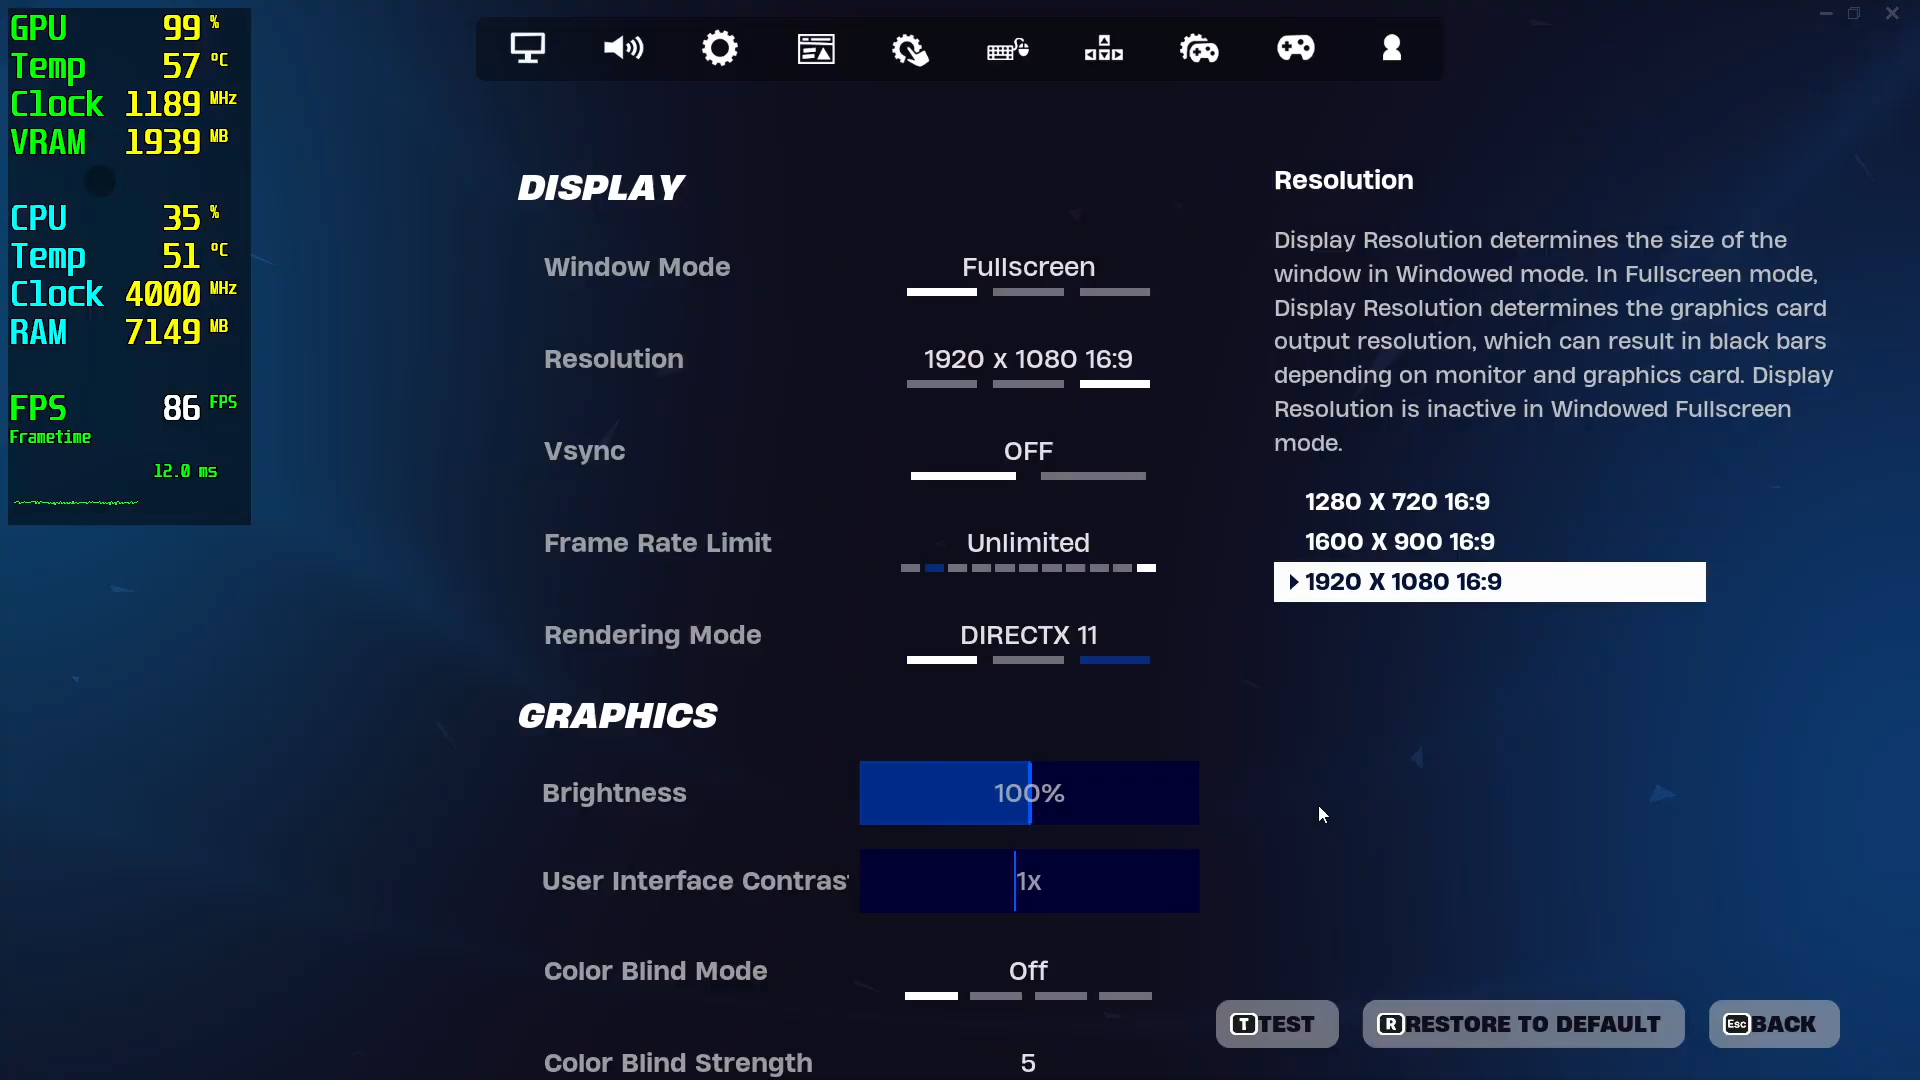 GPU 99 %
Temp 57 °C
Clock 1189 MHz
VRAM 1939 MB
CPU 35 %
Temp 51 °C
Clock 4000 MHz
RAM 7149 MB
FPS 86 FPS
Frametime
12.0 ms
DISPLAY
Window Mode Fullscreen
Resolution 1920 x 1080 16:9
Vsync OFF
Frame Rate Limit Unlimited
Rendering Mode DIRECTX 11
GRAPHICS
Brightness 100%
User Interface Contras 1x
Color Blind Mode Off
Color Blind Strength 5
Resolution
Display Resolution determines the size of the
window in Windowed mode. In Fullscreen mode,
Display Resolution determines the graphics card
output resolution, which can result in black bars
depending on monitor and graphics card. Display
Resolution is inactive in Windowed Fullscreen
mode.
1280 X 720 16:9
1600 X 900 16:9
1920 X 1080 16:9
T TEST
R RESTORE TO DEFAULT
Esc BACK